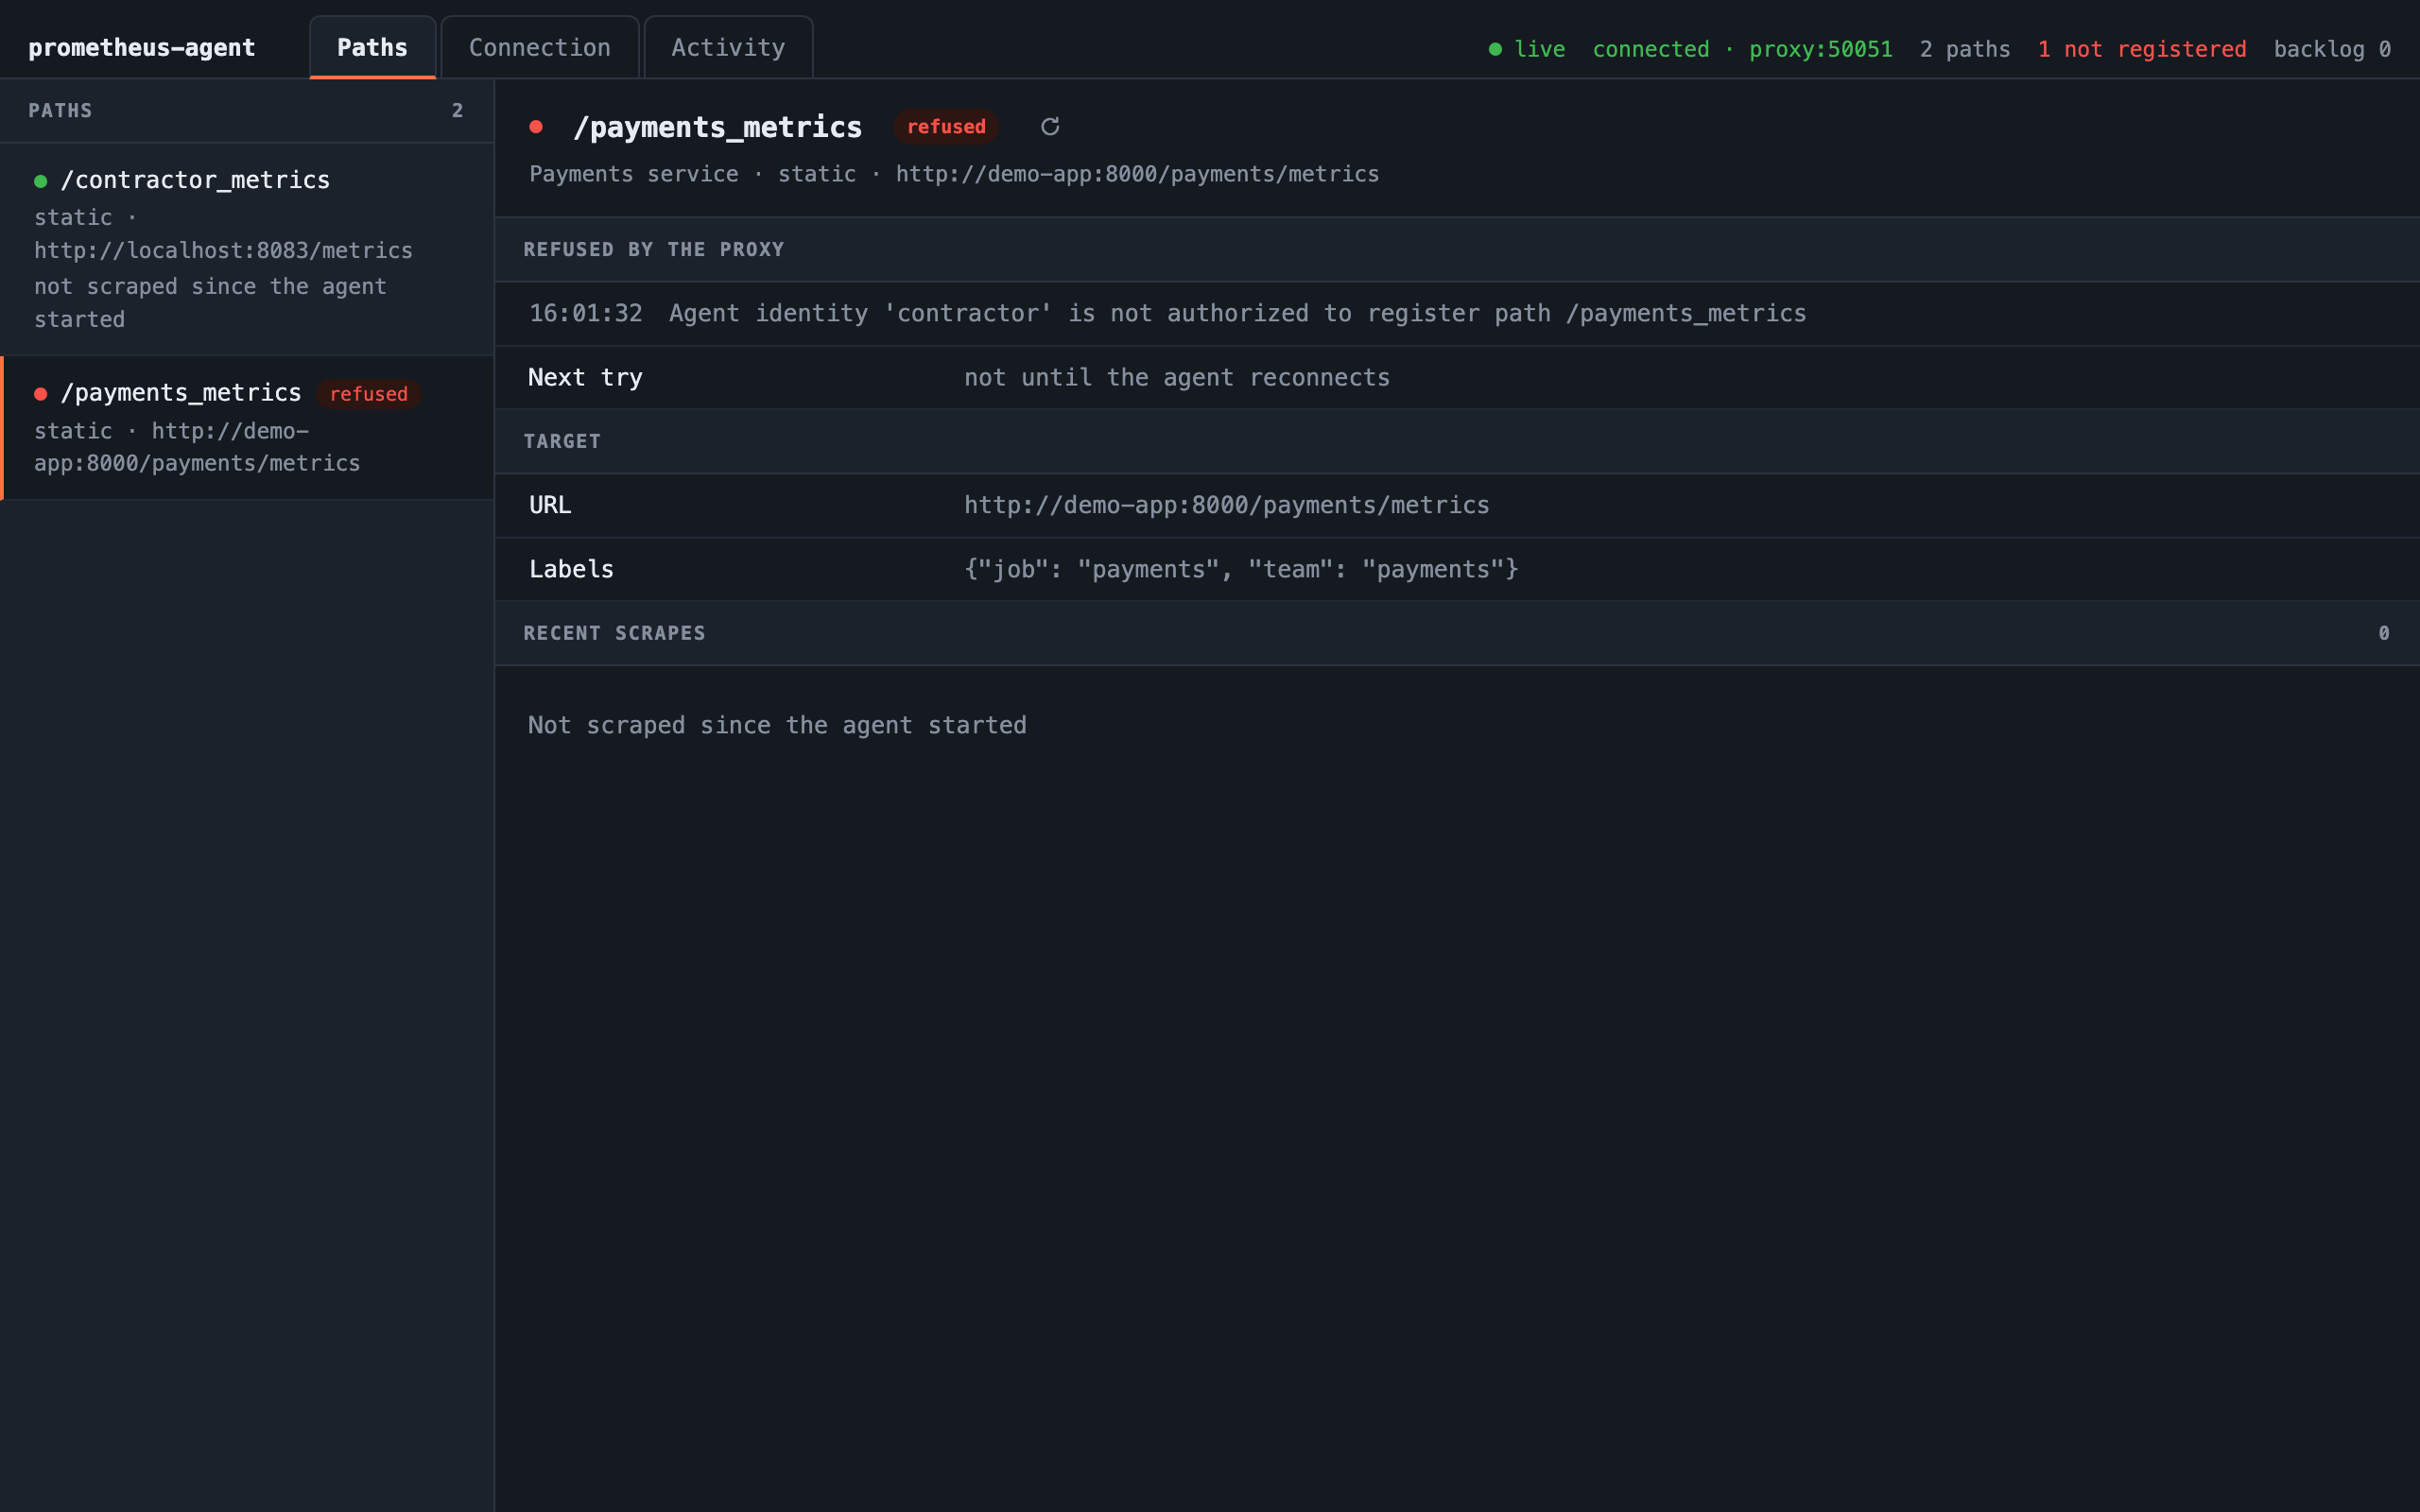 prometheus-agent
Paths
Connection
Activity
live connected · proxy:50051 2 paths 1 not registered backlog 0
PATHS 2
/contractor_metrics
static ·
http://localhost:8083/metrics
not scraped since the agent
started
/payments_metrics refused
static · http://demo-
app:8000/payments/metrics
/payments_metrics refused
Payments service · static · http://demo-app:8000/payments/metrics
REFUSED BY THE PROXY
16:01:32 Agent identity 'contractor' is not authorized to register path /payments_metrics
Next try not until the agent reconnects
TARGET
URL http://demo-app:8000/payments/metrics
Labels {"job": "payments", "team": "payments"}
RECENT SCRAPES 0
Not scraped since the agent started